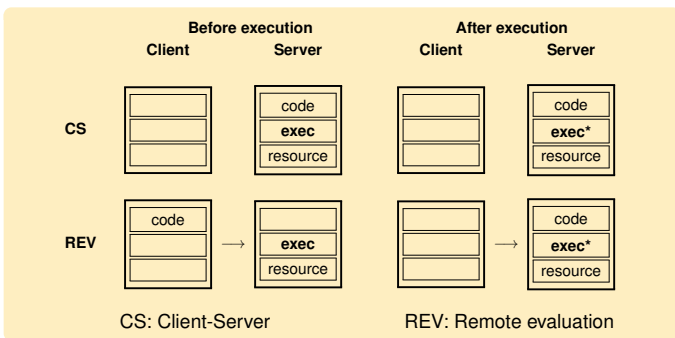 Before execution After execution
Client Server Client Server
code code
CS exec exec*
resource resource
code code
REV → exec → exec*
resource resource
CS: Client-Server REV: Remote evaluation